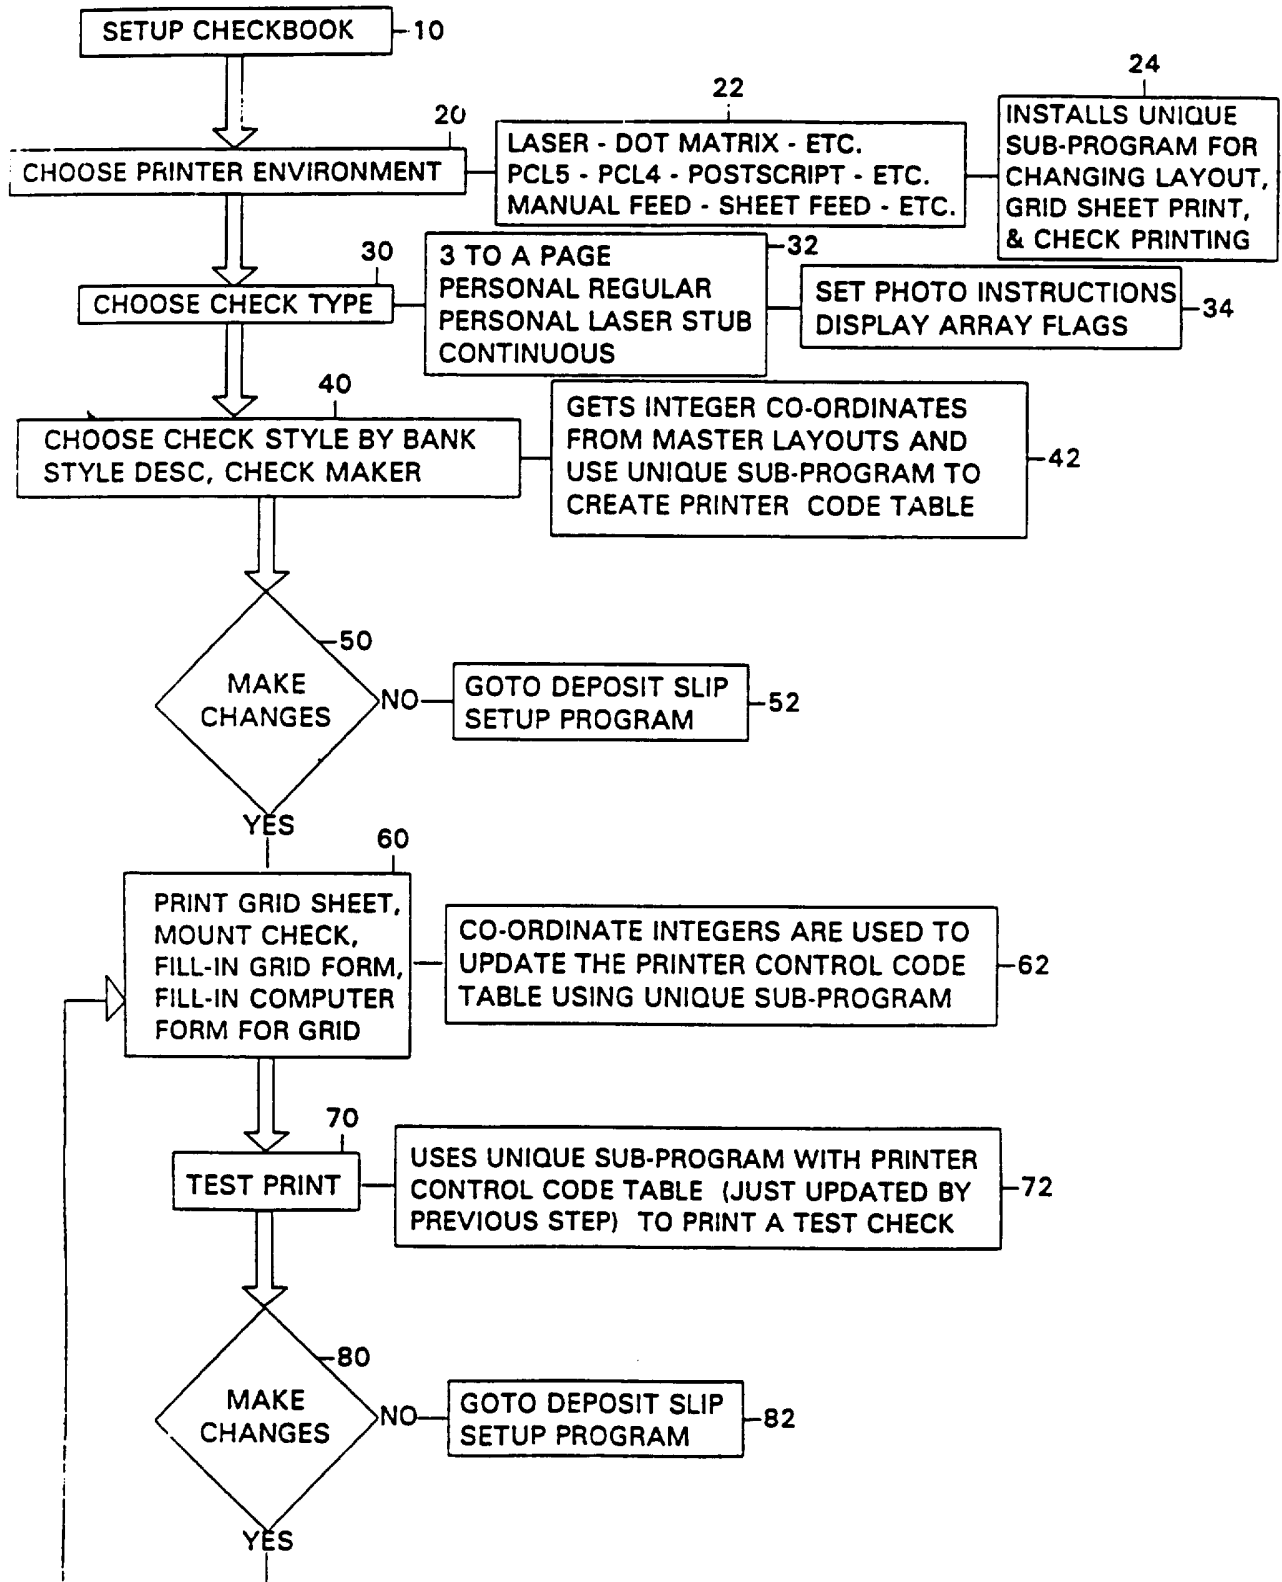 SETUP CHECKBOOK
10
20
CHOOSE PRINTER ENVIRONMENT
22
LASER - DOT MATRIX - ETC.
PCL5 - PCL4 - POSTSCRIPT - ETC.
MANUAL FEED - SHEET FEED - ETC.
24
INSTALLS UNIQUE
SUB-PROGRAM FOR
CHANGING LAYOUT,
GRID SHEET PRINT,
& CHECK PRINTING
30
CHOOSE CHECK TYPE
3 TO A PAGE
PERSONAL REGULAR
PERSONAL LASER STUB
CONTINUOUS
32
SET PHOTO INSTRUCTIONS
DISPLAY ARRAY FLAGS
34
40
CHOOSE CHECK STYLE BY BANK
STYLE DESC, CHECK MAKER
GETS INTEGER CO-ORDINATES
FROM MASTER LAYOUTS AND
USE UNIQUE SUB-PROGRAM TO
CREATE PRINTER CODE TABLE
42
50
MAKE
CHANGES
NO
GOTO DEPOSIT SLIP
SETUP PROGRAM
52
YES
60
PRINT GRID SHEET,
MOUNT CHECK,
FILL-IN GRID FORM,
FILL-IN COMPUTER
FORM FOR GRID
CO-ORDINATE INTEGERS ARE USED TO
UPDATE THE PRINTER CONTROL CODE
TABLE USING UNIQUE SUB-PROGRAM
62
70
TEST PRINT
USES UNIQUE SUB-PROGRAM WITH PRINTER
CONTROL CODE TABLE (JUST UPDATED BY
PREVIOUS STEP) TO PRINT A TEST CHECK
72
80
MAKE
CHANGES
NO
GOTO DEPOSIT SLIP
SETUP PROGRAM
82
YES